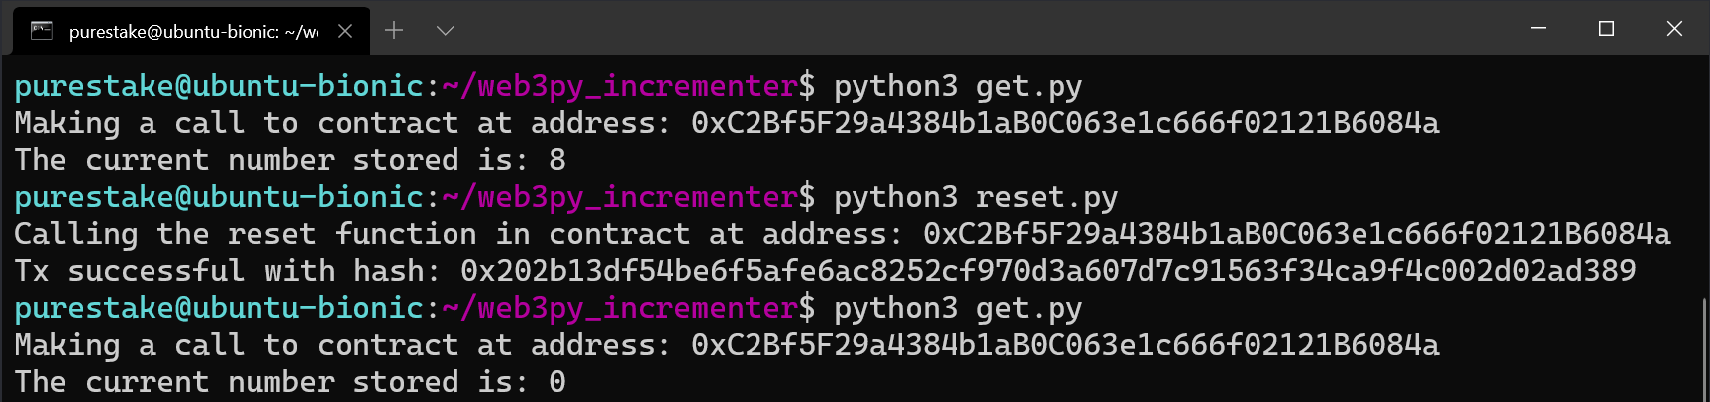 purestake@ubuntu-bionic: ~/we
purestake@ubuntu-bionic:~/web3py_incrementer$ python3 get.py
Making a call to contract at address: 0xC2Bf5F29a4384b1aB0C063e1c666f02121B6084a
The current number stored is: 8
purestake@ubuntu-bionic:~/web3py_incrementer$ python3 reset.py
Calling the reset function in contract at address: 0xC2Bf5F29a4384b1aB0C063e1c666f02121B6084a
Tx successful with hash: 0x202b13df54be6f5afe6ac8252cf970d3a607d7c91563f34ca9f4c002d02ad389
purestake@ubuntu-bionic:~/web3py_incrementer$ python3 get.py
Making a call to contract at address: 0xC2Bf5F29a4384b1aB0C063e1c666f02121B6084a
The current number stored is: 0